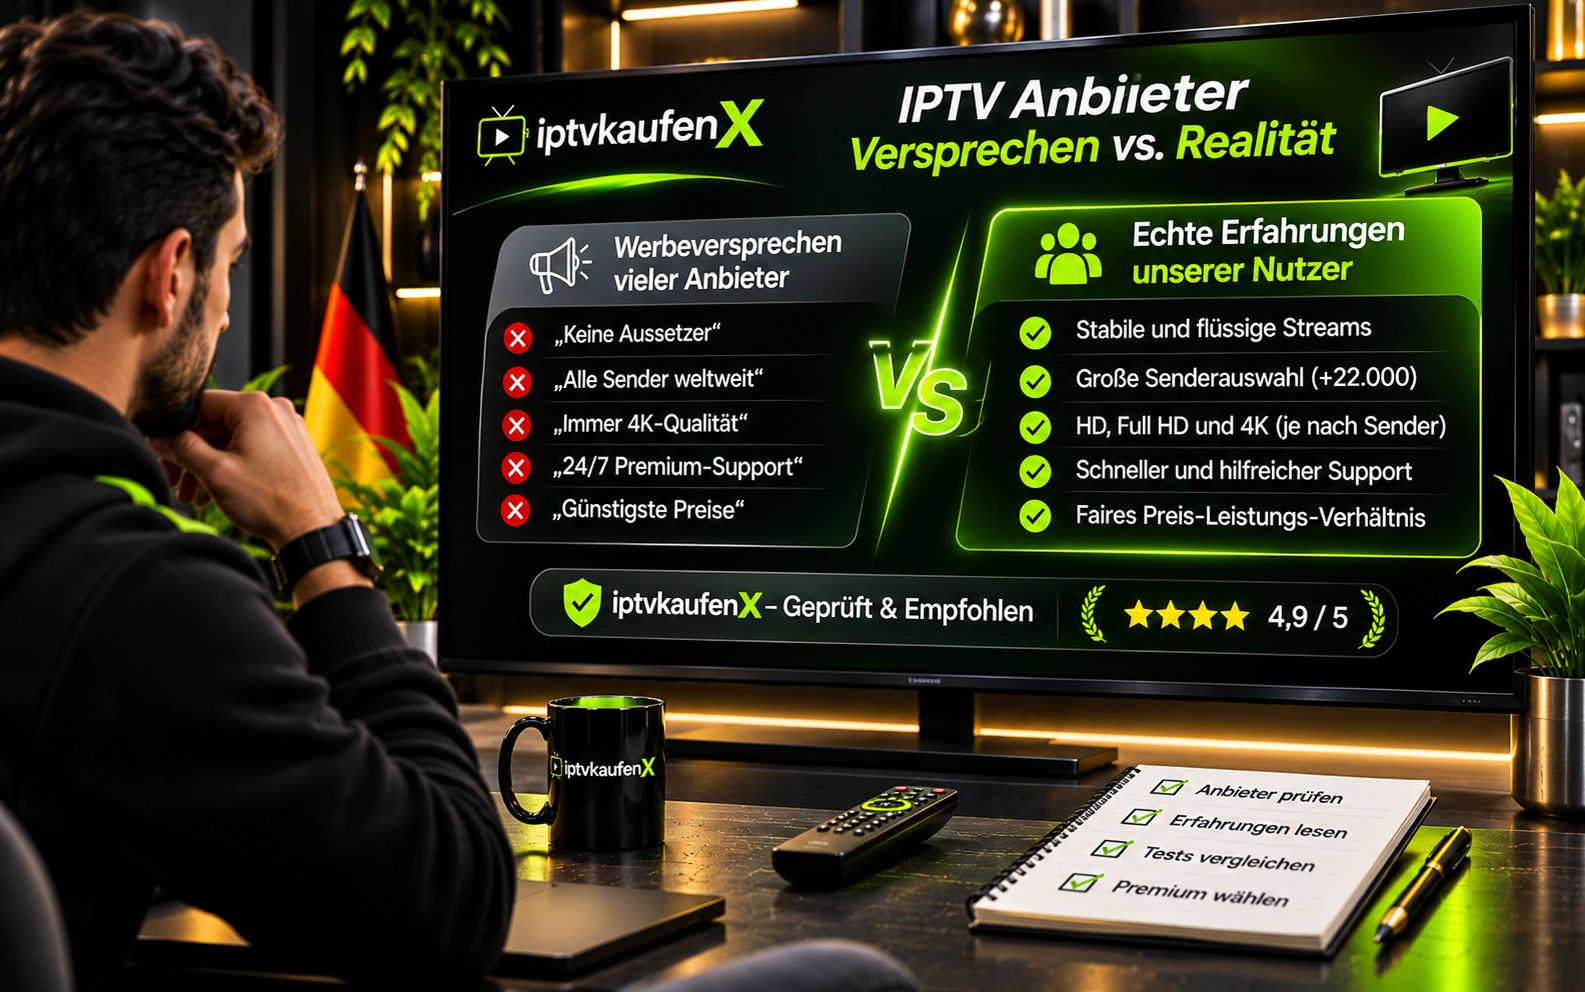 iptvkaufenX
IPTV Anbiieter
Versprechen vs. Realität
Werbeversprechen
vieler Anbieter
„Keine Aussetzer“
„Alle Sender weltweit“
„Immer 4K-Qualität“
„24/7 Premium-Support“
„Günstigste Preise“
VS
Echte Erfahrungen
unserer Nutzer
Stabile und flüssige Streams
Große Senderauswahl (+22.000)
HD, Full HD und 4K (je nach Sender)
Schneller und hilfreicher Support
Faires Preis-Leistungs-Verhältnis
iptvkaufenX – Geprüft & Empfohlen
4,9 / 5
iptvkaufenX
Anbieter prüfen
Erfahrungen lesen
Tests vergleichen
Premium wählen